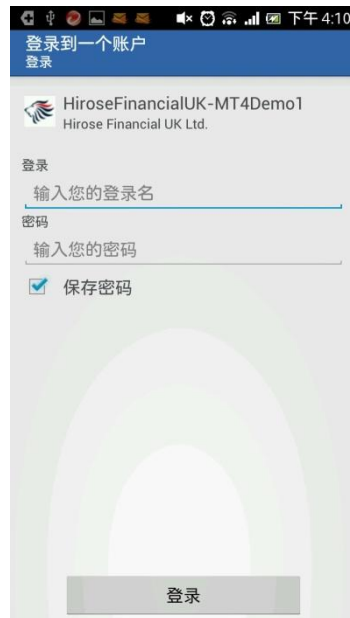 下午 4:10
登录到一个账户
登录
HiroseFinancialUK-MT4Demo1
Hirose Financial UK Ltd.
登录
输入您的登录名
密码
输入您的密码
保存密码
登录